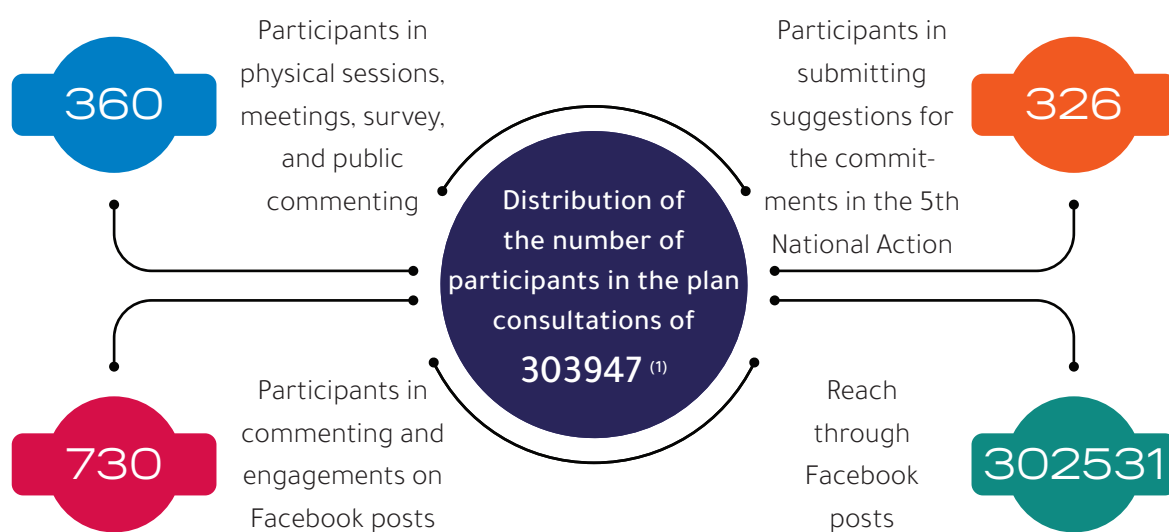 360
Participants in
physical sessions,
meetings, survey,
and public
commenting
Participants in
submitting
suggestions for
the commit-
ments in the 5th
National Action
326
Distribution of
the number of
participants in the plan
consultations of
303947 (1)
730
Participants in
commenting and
engagements on
Facebook posts
Reach
through
Facebook
posts
302531